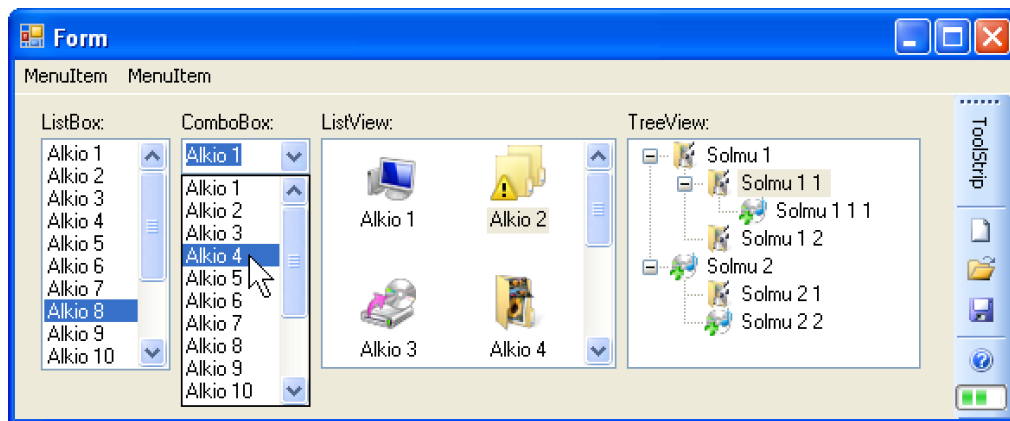 Form
MenuItem MenuItem
ListBox:
Alkio 1
Alkio 2
Alkio 3
Alkio 4
Alkio 5
Alkio 6
Alkio 7
Alkio 8
Alkio 9
Alkio 10
ComboBox:
Alkio 1
Alkio 1
Alkio 2
Alkio 3
Alkio 4
Alkio 5
Alkio 6
Alkio 7
Alkio 8
Alkio 9
Alkio 10
ListView:
Alkio 1 Alkio 2
Alkio 3 Alkio 4
TreeView:
Solmu 1
Solmu 1 1
Solmu 1 1 1
Solmu 1 2
Solmu 2
Solmu 2 1
Solmu 2 2
ToolStrip